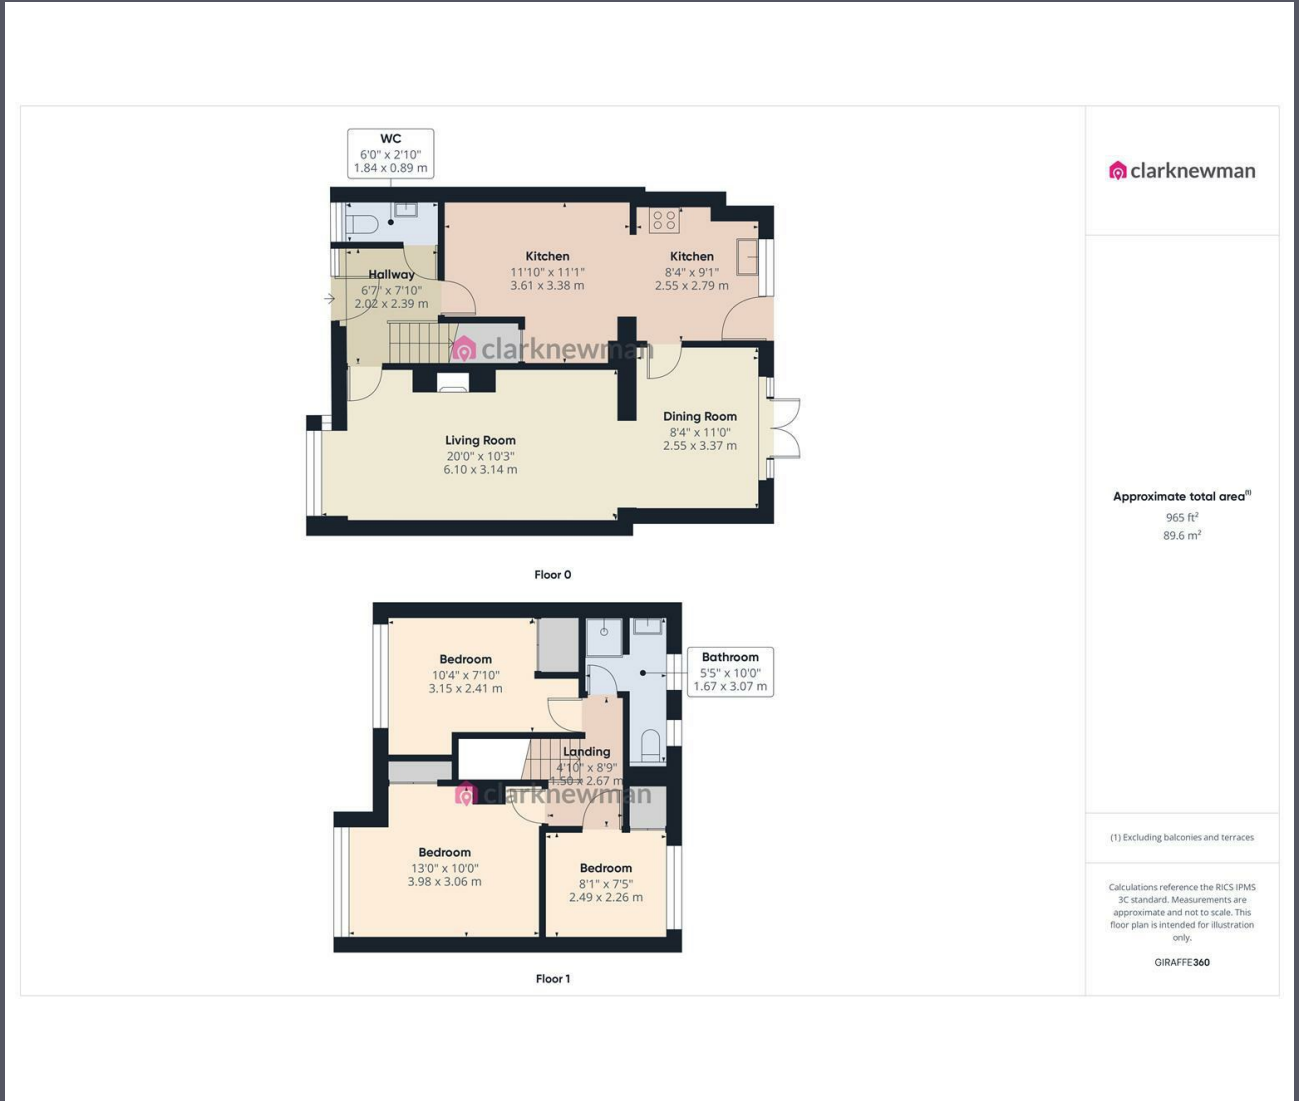 WC
6'0" x 2'10"
1.84 x 0.89 m
Kitchen
11'10" x 11'1"
3.61 x 3.38 m
Kitchen
8'4" x 9'1"
2.55 x 2.79 m
Hallway
6'7" x 7'10"
2.02 x 2.39 m
clarknewman
Living Room
20'0" x 10'3"
6.10 x 3.14 m
Dining Room
8'4" x 11'0"
2.55 x 3.37 m
Floor 0
Bedroom
10'4" x 7'10"
3.15 x 2.41 m
Bathroom
5'5" x 10'0"
1.67 x 3.07 m
Landing
4'10" x 8'9"
1.50 x 2.67 m
clarknewman
Bedroom
13'0" x 10'0"
3.98 x 3.06 m
Bedroom
8'1" x 7'5"
2.49 x 2.26 m
Floor 1
clarknewman
Approximate total area(1)
965 ft²
89.6 m²
(1) Excluding balconies and terraces
Calculations reference the RICS IPMS
3C standard. Measurements are
approximate and not to scale. This
floor plan is intended for illustration
only.
GIRAFFE360